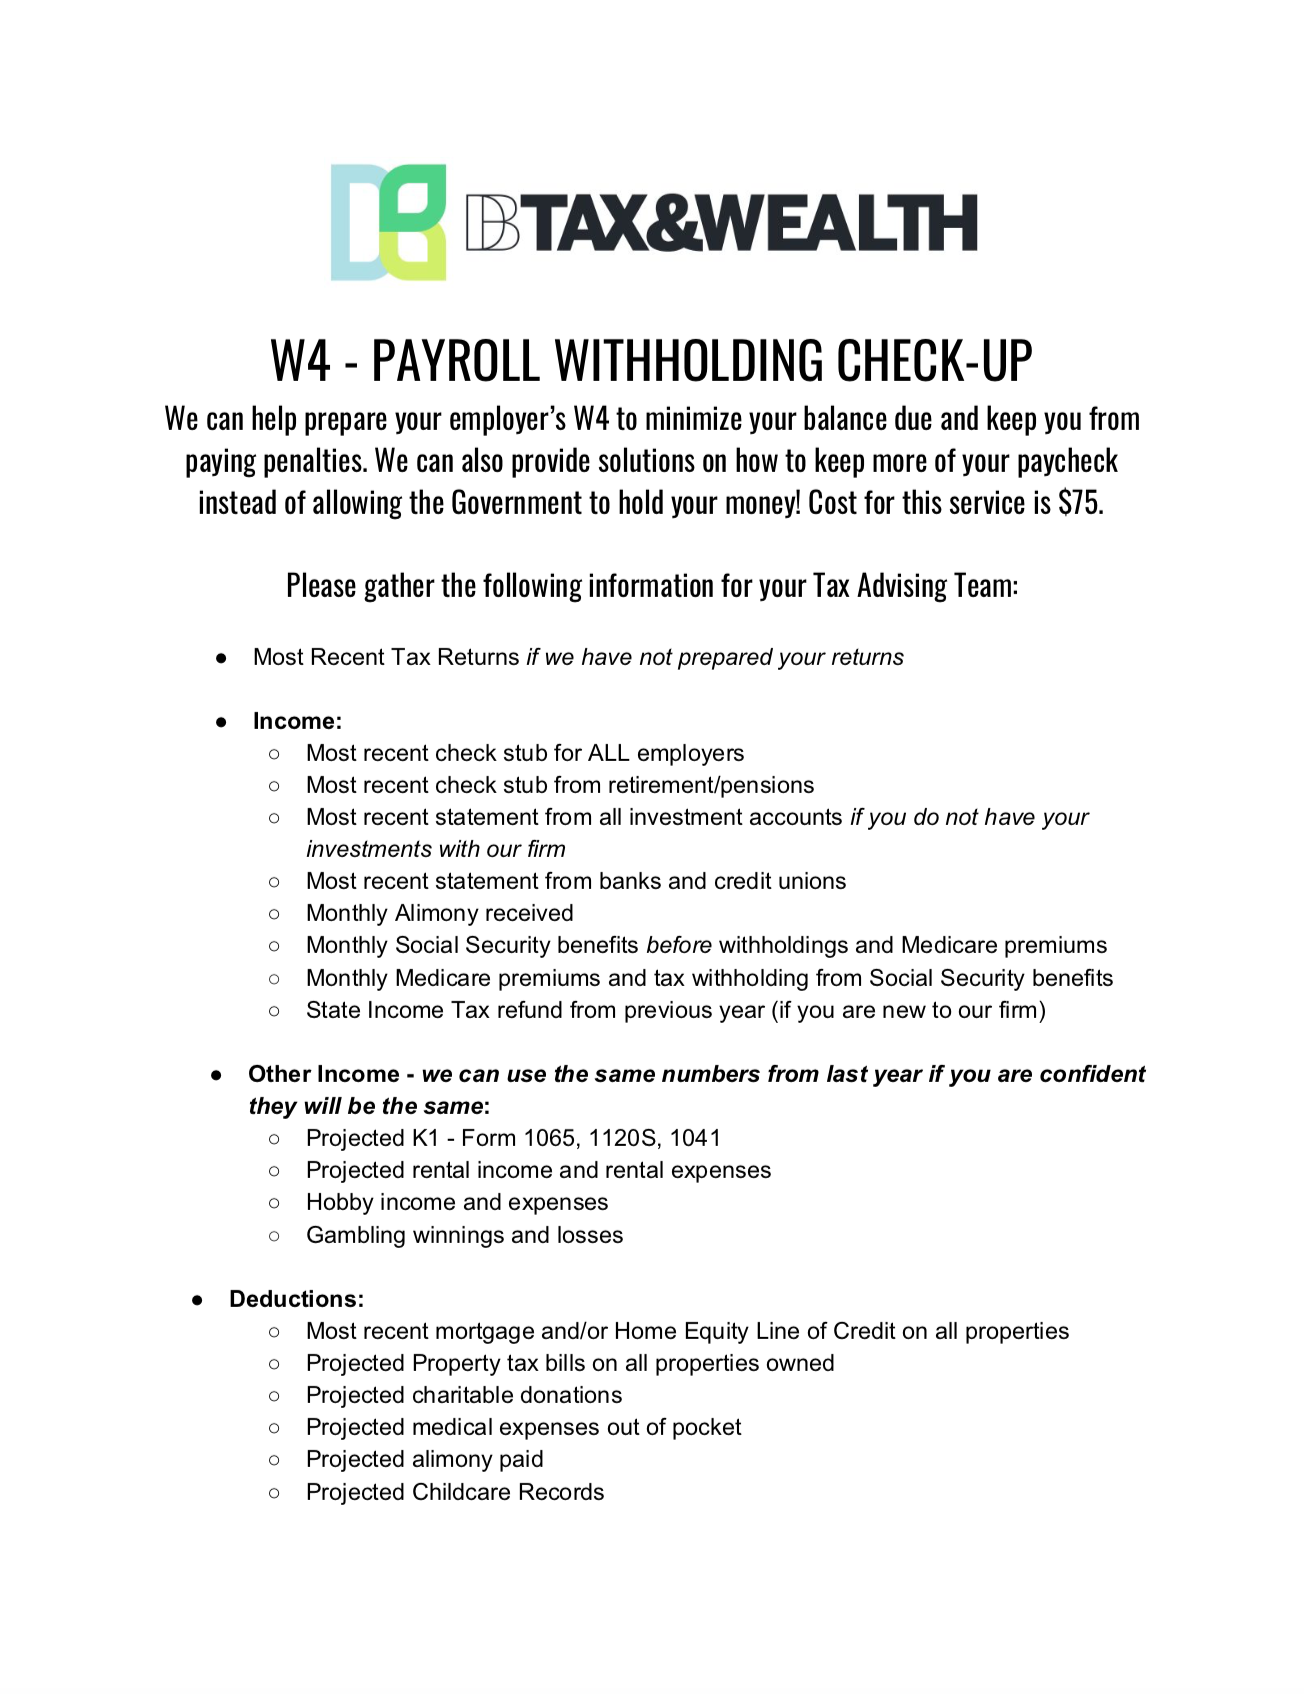 DBTAX&WEALTH
W4 - PAYROLL WITHHOLDING CHECK-UP
We can help prepare your employer’s W4 to minimize your balance due and keep you from
paying penalties. We can also provide solutions on how to keep more of your paycheck
instead of allowing the Government to hold your money! Cost for this service is $75.
Please gather the following information for your Tax Advising Team:
● Most Recent Tax Returns if we have not prepared your returns
● Income:
○ Most recent check stub for ALL employers
○ Most recent check stub from retirement/pensions
○ Most recent statement from all investment accounts if you do not have your
investments with our firm
○ Most recent statement from banks and credit unions
○ Monthly Alimony received
○ Monthly Social Security benefits before withholdings and Medicare premiums
○ Monthly Medicare premiums and tax withholding from Social Security benefits
○ State Income Tax refund from previous year (if you are new to our firm)
● Other Income - we can use the same numbers from last year if you are confident
they will be the same:
○ Projected K1 - Form 1065, 1120S, 1041
○ Projected rental income and rental expenses
○ Hobby income and expenses
○ Gambling winnings and losses
● Deductions:
○ Most recent mortgage and/or Home Equity Line of Credit on all properties
○ Projected Property tax bills on all properties owned
○ Projected charitable donations
○ Projected medical expenses out of pocket
○ Projected alimony paid
○ Projected Childcare Records